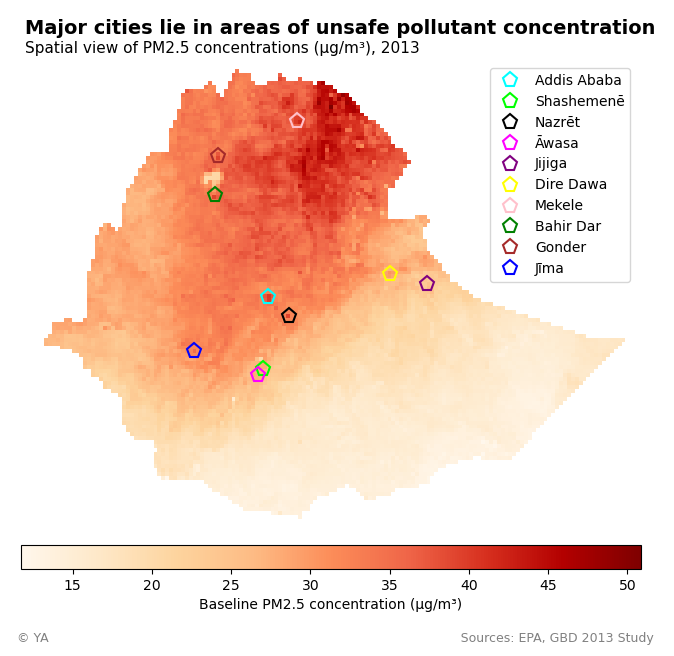 Major cities lie in areas of unsafe pollutant concentration
Spatial view of PM2.5 concentrations (μg/m³), 2013
Addis Ababa
Shashemenē
Nazrēt
Āwasa
Jijiga
Dire Dawa
Mekele
Bahir Dar
Gonder
Jīma
15 20 25 30 35 40 45 50
Baseline PM2.5 concentration (μg/m³)
© YA
Sources: EPA, GBD 2013 Study